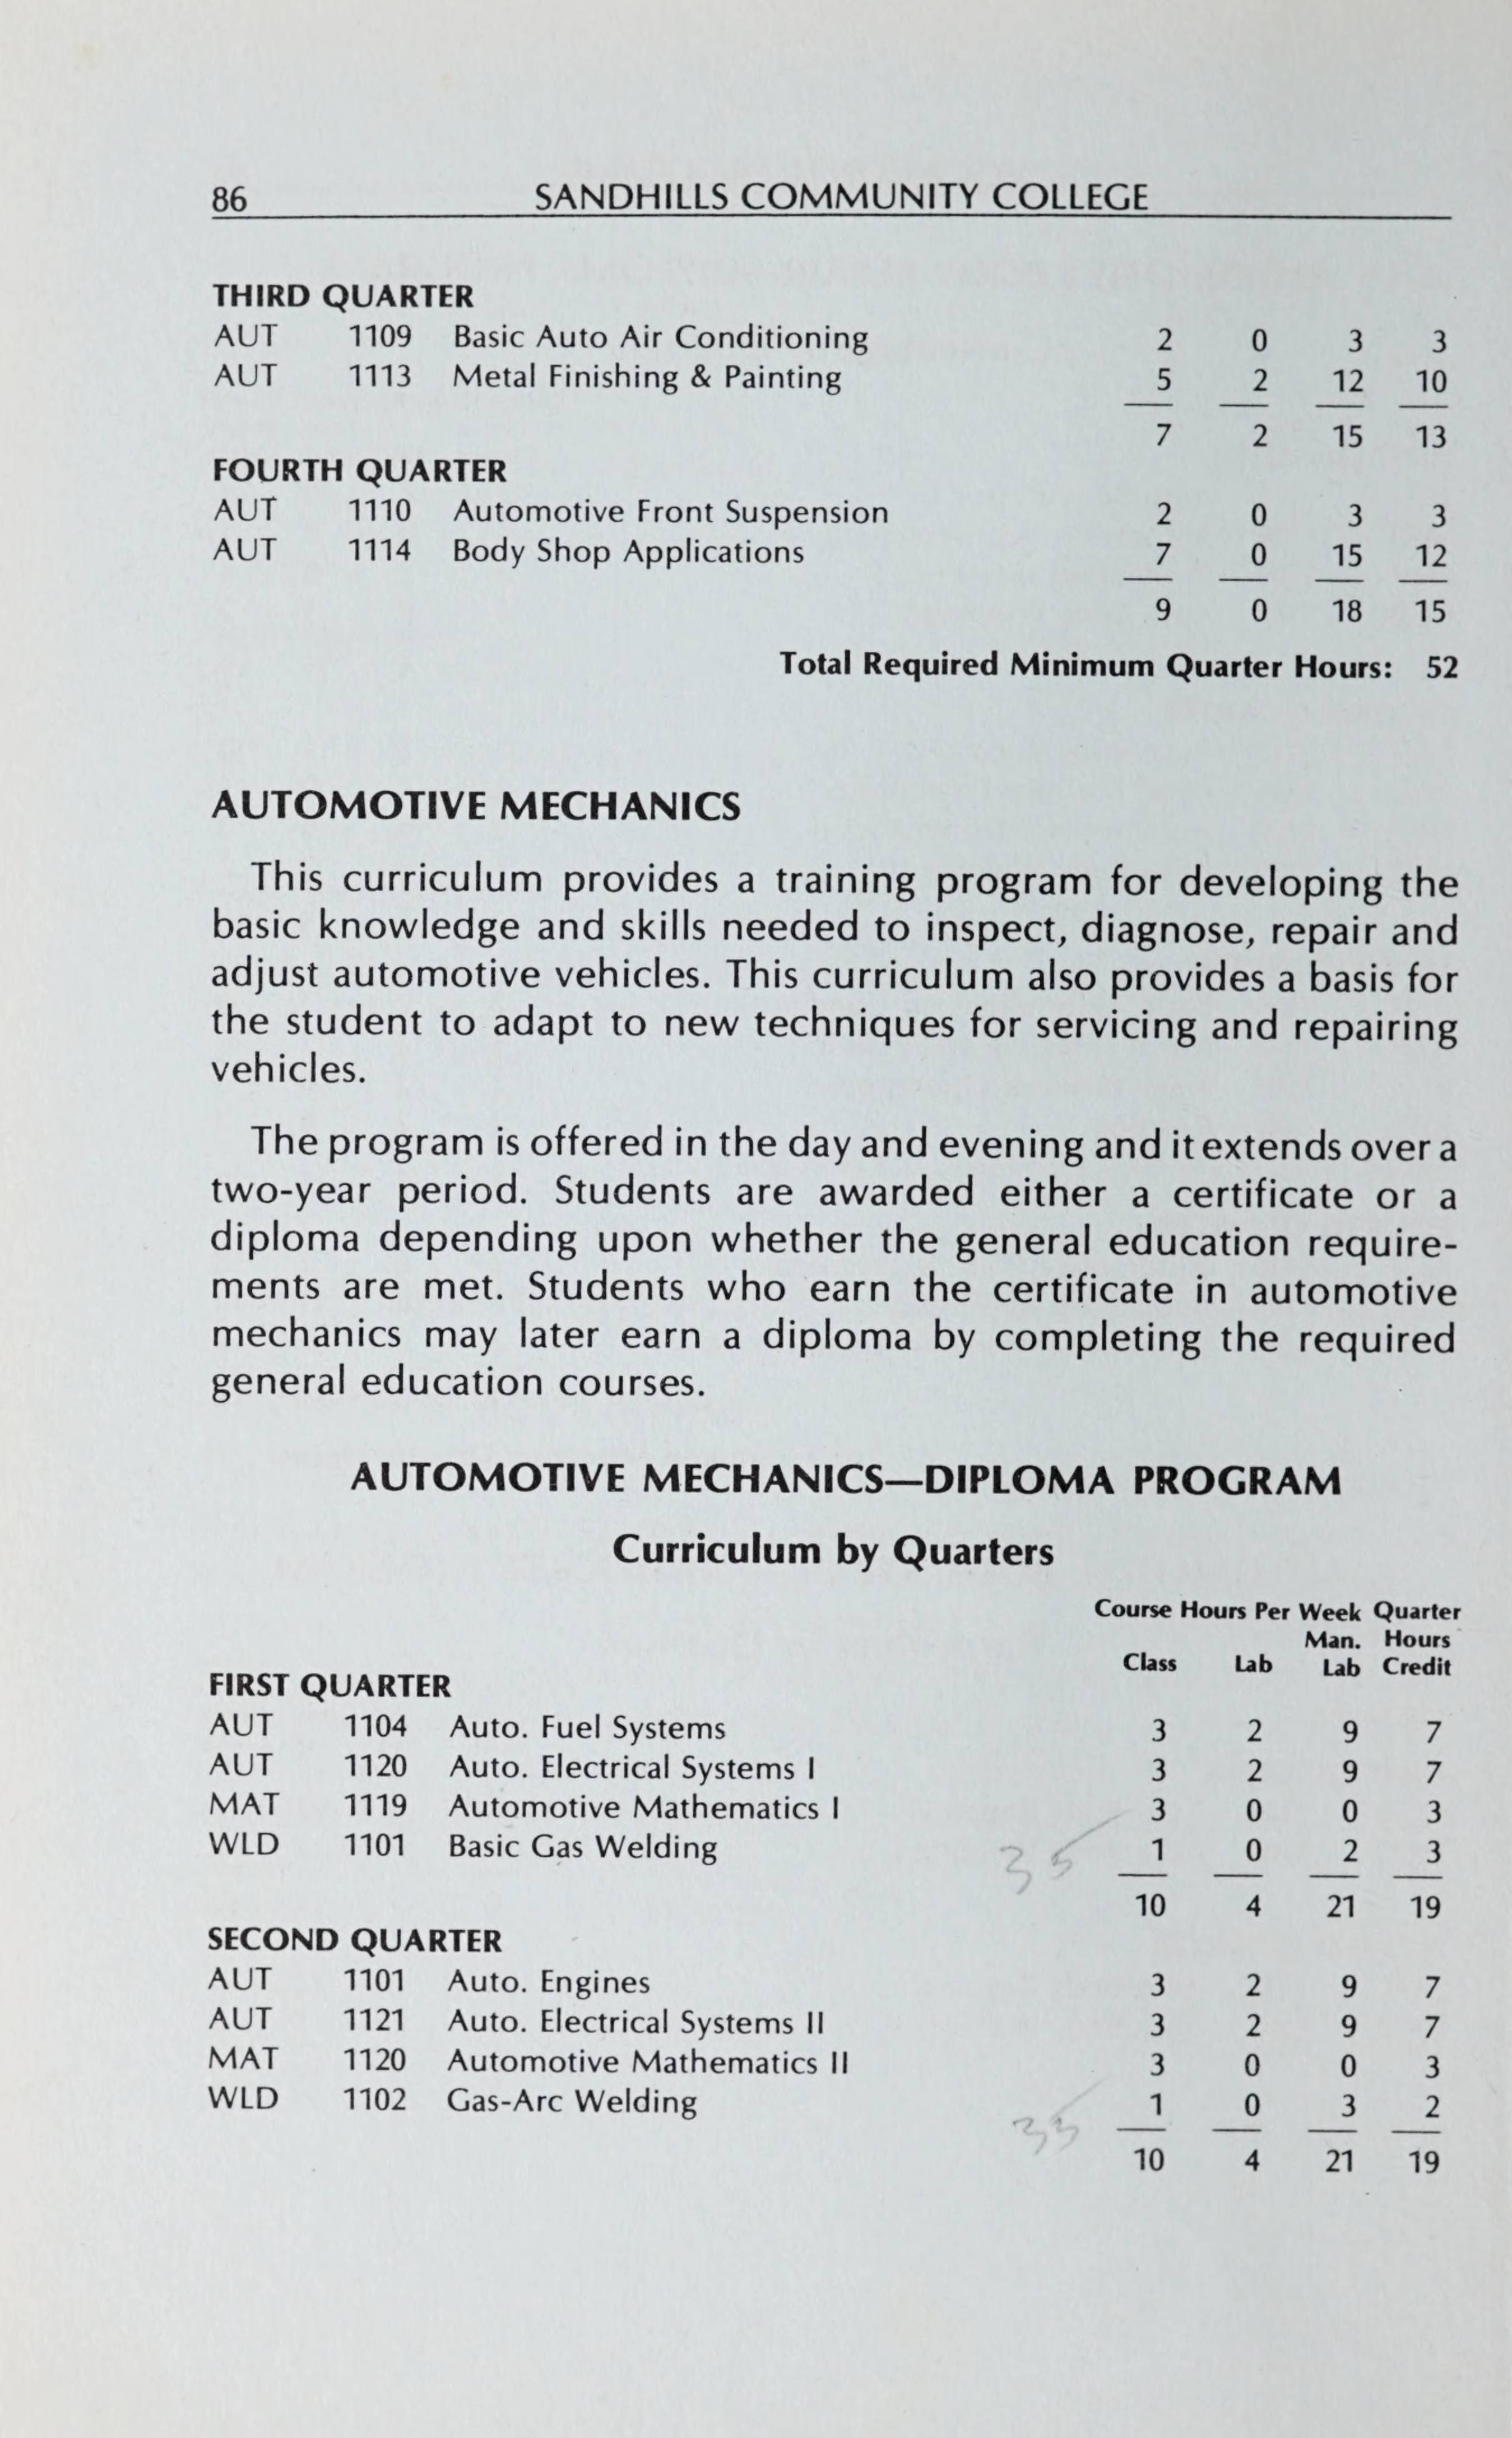 86 SANDHILLS COMMUNITY COLLEGE
THIRD QUARTER
AUT 1109 Basic Auto Air Conditioning 2 0 3 3
AUT 1113 Metal Finishing & Painting 5 2 12 10
7 2 15 13
FOURTH QUARTER
AUT 1110 Automotive Front Suspension 2 0 3 3
AUT 1114 Body Shop Applications 7 0 15 12
9 0 18 15
Total Required Minimum Quarter Hours: 52
AUTOMOTIVE MECHANICS
This curriculum provides a training program for developing the
basic knowledge and skills needed to inspect, diagnose, repair and
adjust automotive vehicles. This curriculum also provides a basis for
the student to adapt to new techniques for servicing and repairing
vehicles.
The program is offered in the day and evening and it extends over a
two-year period. Students are awarded either a certificate or a
diploma depending upon whether the general education require-
ments are met. Students who earn the certificate in automotive
mechanics may later earn a diploma by completing the required
general education courses.
AUTOMOTIVE MECHANICS—DIPLOMA PROGRAM
Curriculum by Quarters
Course Hours Per Week Quarter
Man. Hours
Class Lab Lab Credit
FIRST QUARTER
AUT 1104 Auto. Fuel Systems 3 2 9 7
AUT 1120 Auto. Electrical Systems I 3 2 9 7
MAT 1119 Automotive Mathematics I 3 0 0 3
WLD 1101 Basic Gas Welding 35 1 0 2 3
10 4 21 19
SECOND QUARTER
AUT 1101 Auto. Engines 3 2 9 7
AUT 1121 Auto. Electrical Systems II 3 2 9 7
MAT 1120 Automotive Mathematics II 3 0 0 3
WLD 1102 Gas-Arc Welding 1 0 3 2
10 4 21 19